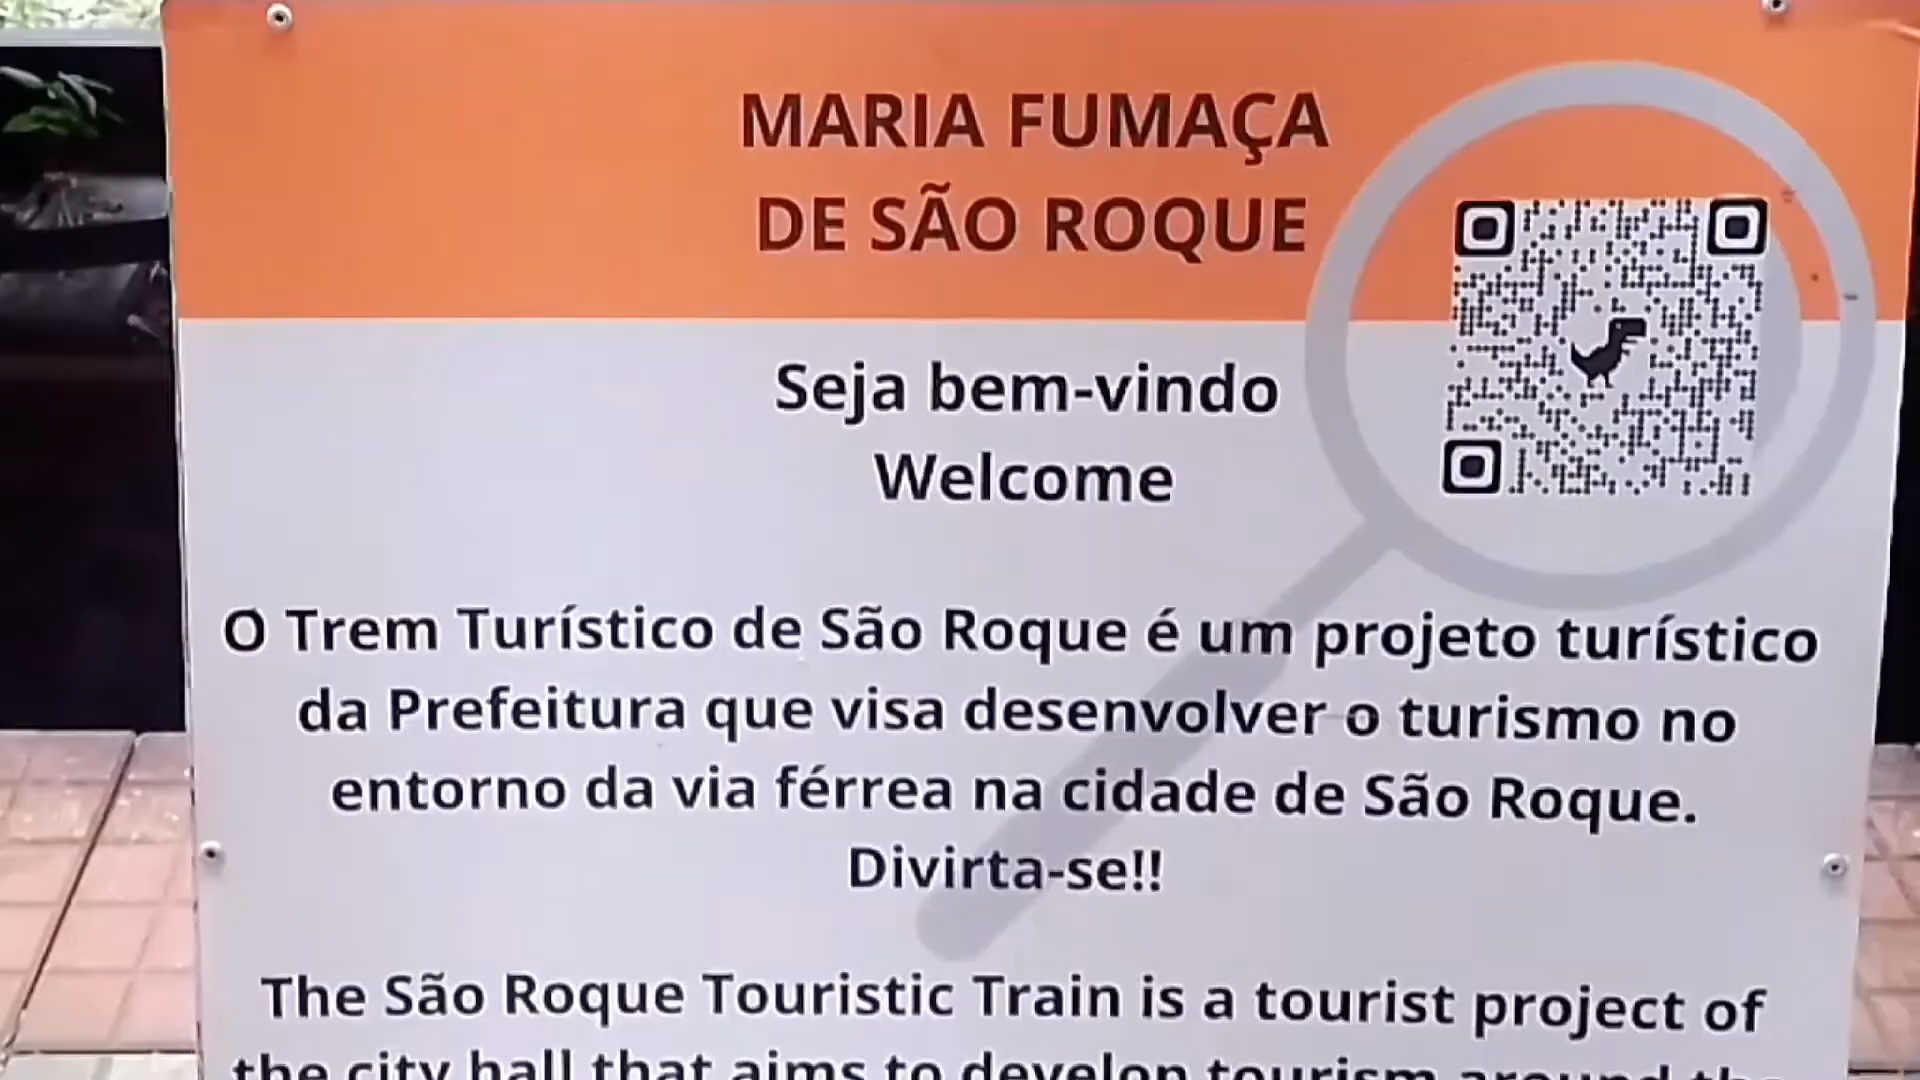 MARIA FUMAÇA
DE SÃO ROQUE
Seja bem-vindo
Welcome
O Trem Turístico de São Roque é um projeto turístico
da Prefeitura que visa desenvolver o turismo no
entorno da via férrea na cidade de São Roque.
Divirta-se!!
The São Roque Touristic Train is a tourist project of
the city hall that aims to develop tourism around the